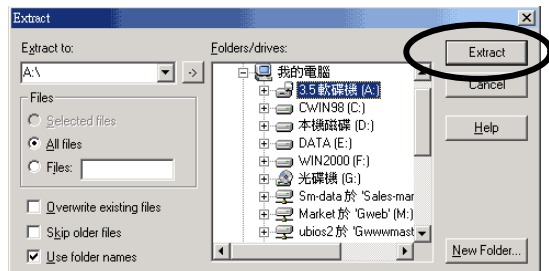 Extract
Extract to:
A:\
Files
Selected files
All files
Files:
Overwrite existing files
Skip older files
Use folder names
Folders/drives:
我的電腦
3.5 軟碟機 (A:)
CWIN98 (C:)
本機磁碟 (D:)
DATA (E:)
WIN2000 (F:)
光碟機 (G:)
Sm-data 於 'Sales-mar
Market 於 'Gweb' (M:)
ubios2 於 'Gwwwmast
Extract
Cancel
Help
New Folder...